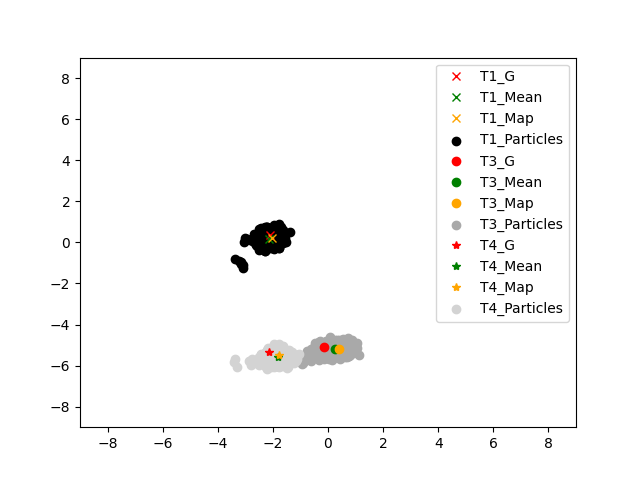 8
6
4
2
0
−2
−4
−6
−8
−8 −6 −4 −2 0 2 4 6 8
T1_G
T1_Mean
T1_Map
T1_Particles
T3_G
T3_Mean
T3_Map
T3_Particles
T4_G
T4_Mean
T4_Map
T4_Particles